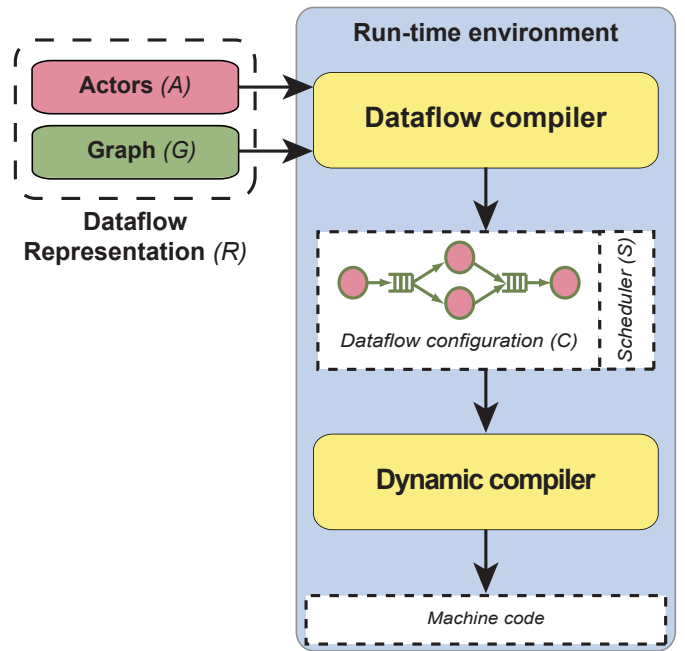 Run-time environment
Actors (A)
Graph (G)
Dataflow
Representation (R)
Dataflow compiler
Dataflow configuration (C)
Scheduler (S)
Dynamic compiler
Machine code